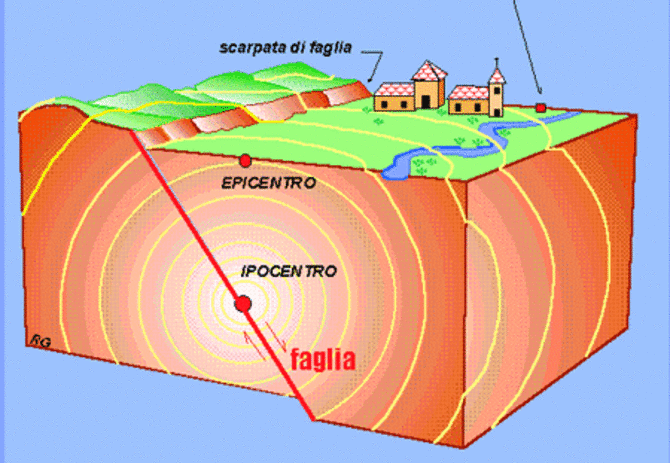 scarpata di faglia
EPICENTRO
IPOCENTRO
faglia
RG